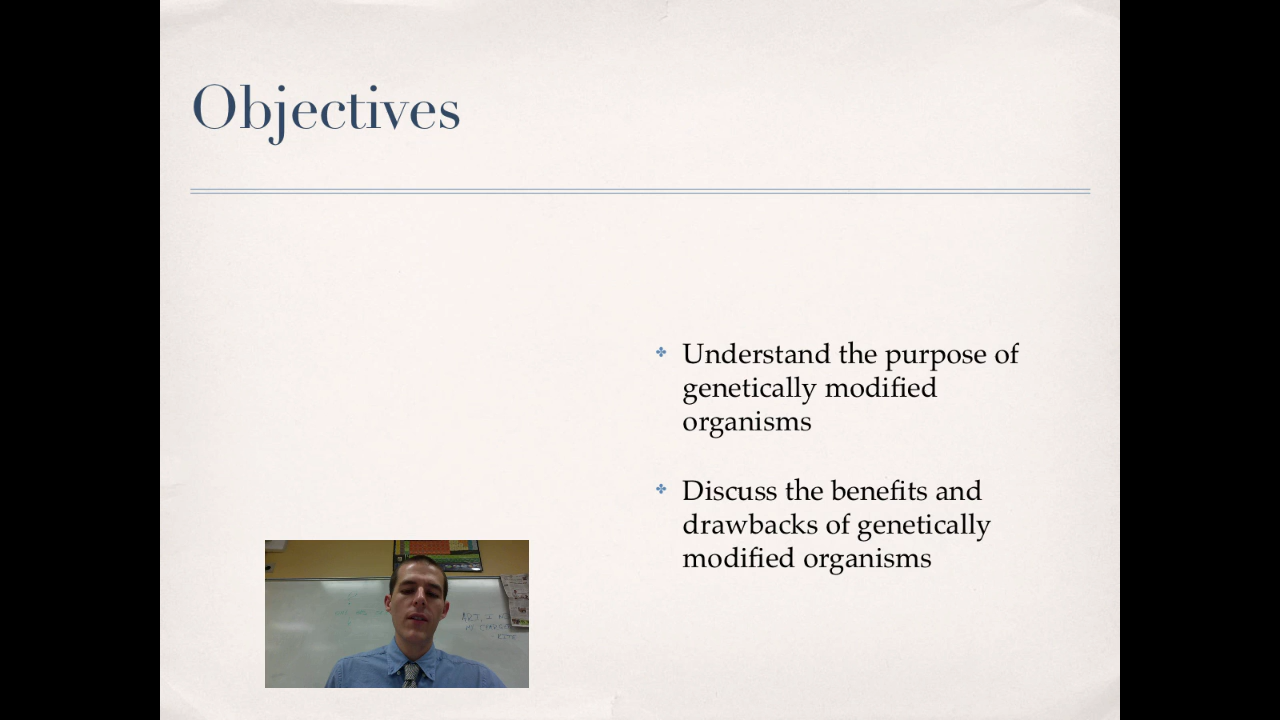 Objectives
Understand the purpose of
genetically modified
organisms
Discuss the benefits and
drawbacks of genetically
modified organisms